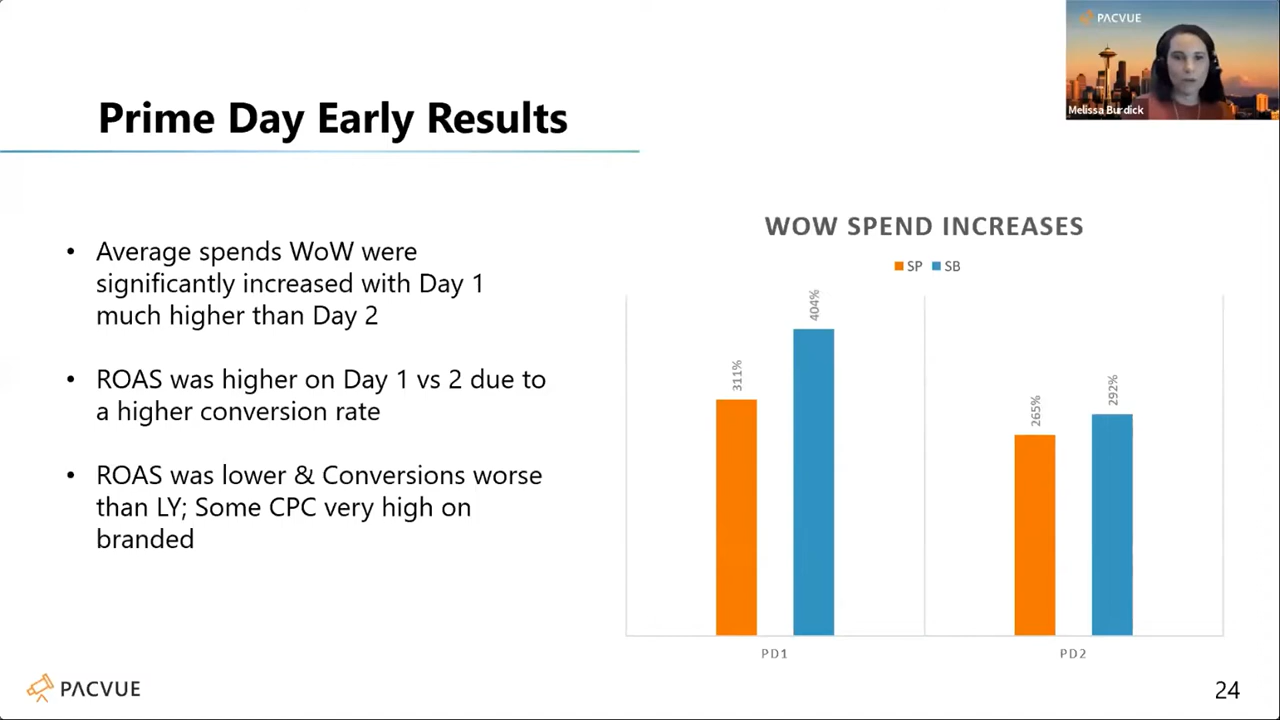 PACVUE
Melissa Burdick
Prime Day Early Results
• Average spends WoW were
significantly increased with Day 1
much higher than Day 2
• ROAS was higher on Day 1 vs 2 due to
a higher conversion rate
• ROAS was lower & Conversions worse
than LY; Some CPC very high on
branded
WOW SPEND INCREASES
SP SB
311%
404%
265%
292%
PD1
PD2
PACVUE
24